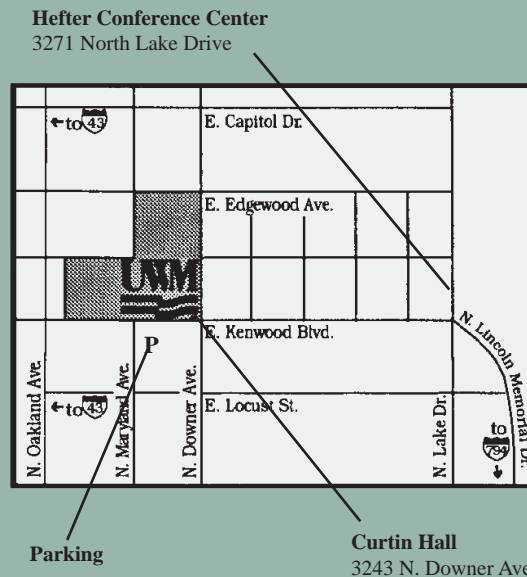 Hefter Conference Center
3271 North Lake Drive
←to 43
E. Capitol Dr.
E. Edgewood Ave.
UWM
E. Kenwood Blvd.
P
N. Lincoln Memorial Dr.
←to 43
E. Locust St.
N. Oakland Ave.
N. Maryland Ave.
N. Downer Ave.
N. Lake Dr.
to
794
Parking
Curtin Hall
3243 N. Downer Ave